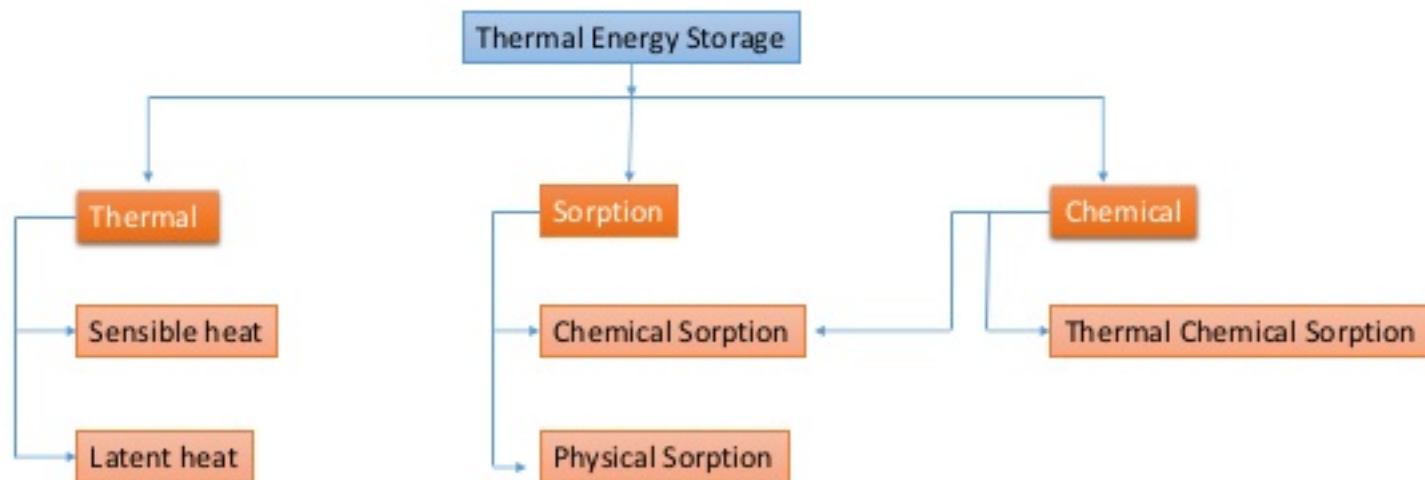 Thermal Energy Storage
Thermal
Sorption
Chemical
Sensible heat
Chemical Sorption
Thermal Chemical Sorption
Latent heat
Physical Sorption